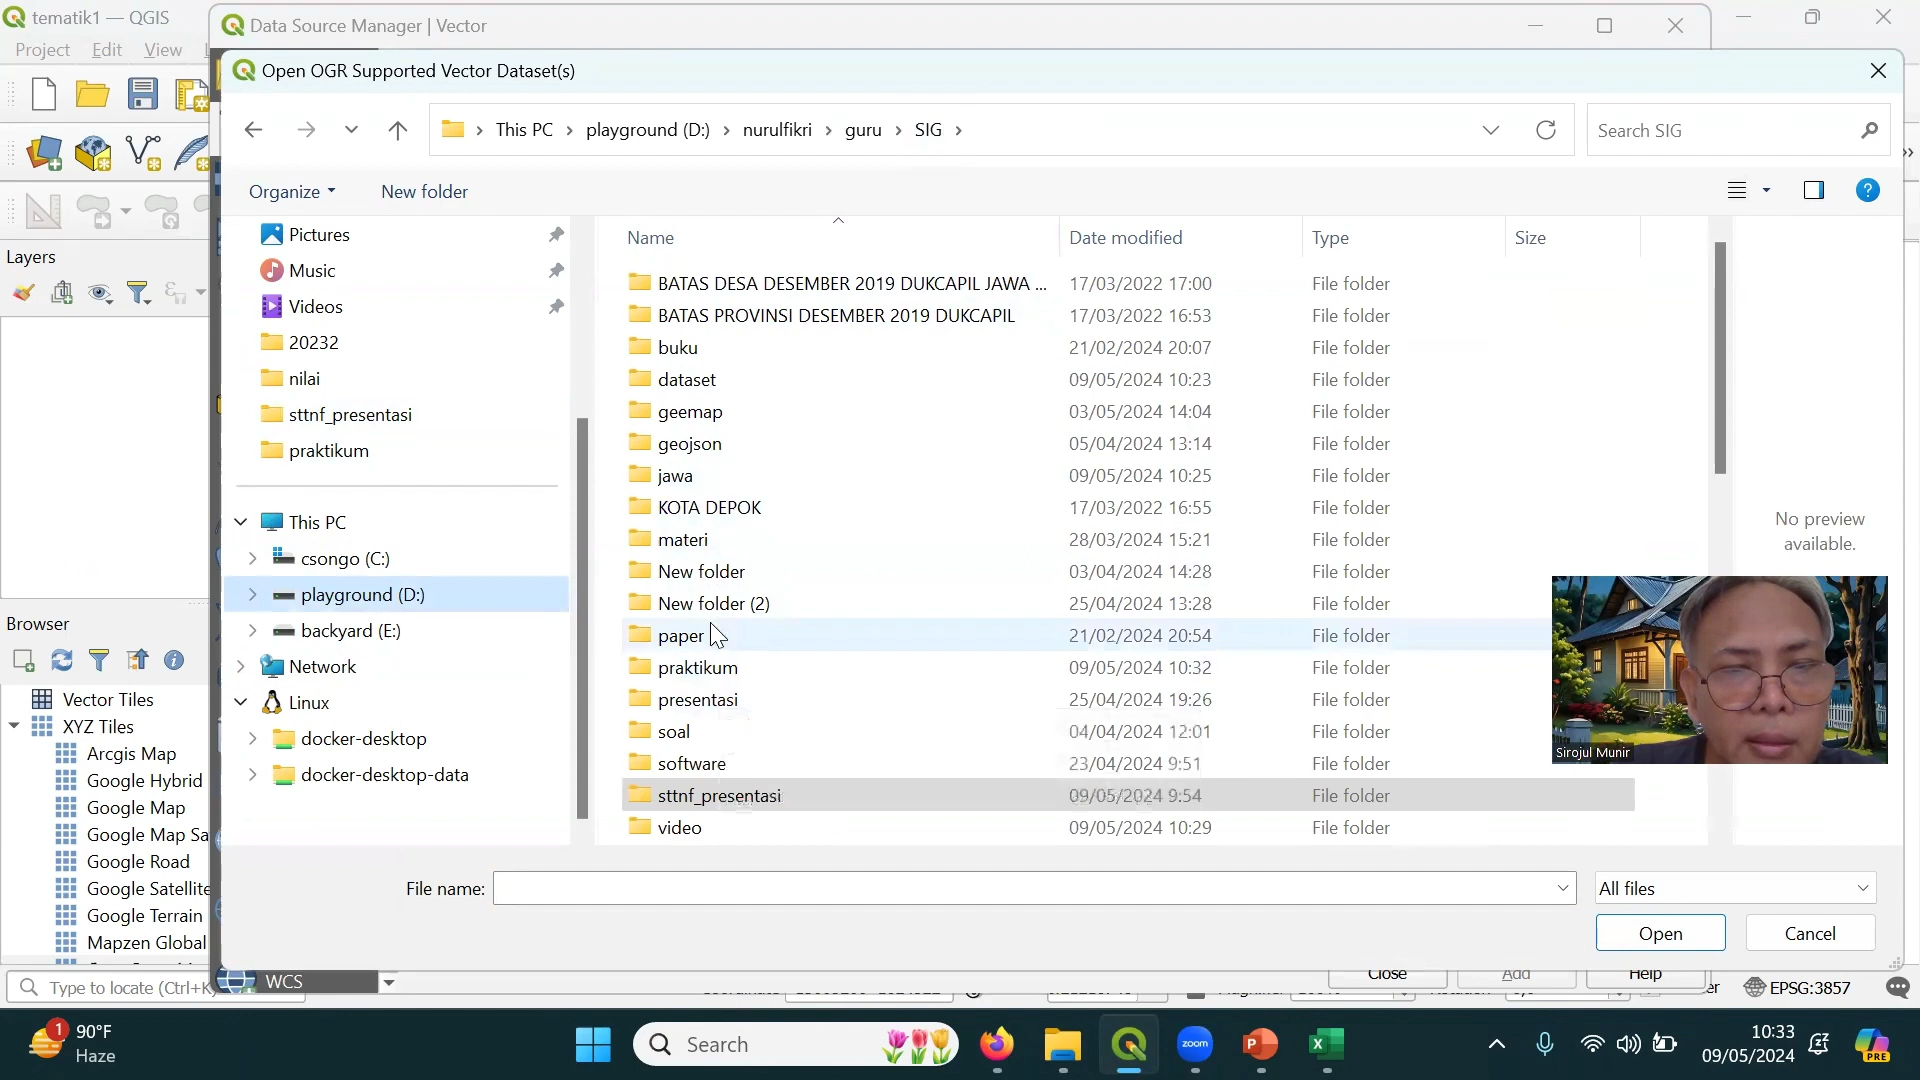 tematik1 — QGIS
Data Source Manager | Vector
Project Edit View
Open OGR Supported Vector Dataset(s)
This PC > playground (D:) > nurulfikri > guru > SIG >
Search SIG
Organize
New folder
Layers
Pictures
Music
Videos
20232
nilai
sttnf_presentasi
praktikum
This PC
csongo (C:)
playground (D:)
backyard (E:)
Network
Linux
docker-desktop
docker-desktop-data
Name Date modified Type Size
BATAS DESA DESEMBER 2019 DUKCAPIL JAWA ... 17/03/2022 17:00 File folder
BATAS PROVINSI DESEMBER 2019 DUKCAPIL 17/03/2022 16:53 File folder
buku 21/02/2024 20:07 File folder
dataset 09/05/2024 10:23 File folder
geemap 03/05/2024 14:04 File folder
geojson 05/04/2024 13:14 File folder
jawa 09/05/2024 10:25 File folder
KOTA DEPOK 17/03/2022 16:55 File folder
materi 28/03/2024 15:21 File folder
New folder 03/04/2024 14:28 File folder
New folder (2) 25/04/2024 13:28 File folder
paper 21/02/2024 20:54 File folder
praktikum 09/05/2024 10:32 File folder
presentasi 25/04/2024 19:26 File folder
soal 04/04/2024 12:01 File folder
software 23/04/2024 9:51 File folder
sttnf_presentasi 09/05/2024 9:54 File folder
video 09/05/2024 10:29 File folder
No preview
available.
Sirojul Munir
Browser
Vector Tiles
XYZ Tiles
Arcgis Map
Google Hybrid
Google Map
Google Map Sa
Google Road
Google Satellite
Google Terrain
Mapzen Global
File name:
All files
Open
Cancel
Type to locate (Ctrl+K
WCS
Close
Add
Help
EPSG:3857
1
90°F
Haze
Search
zoom
10:33
09/05/2024
PRE